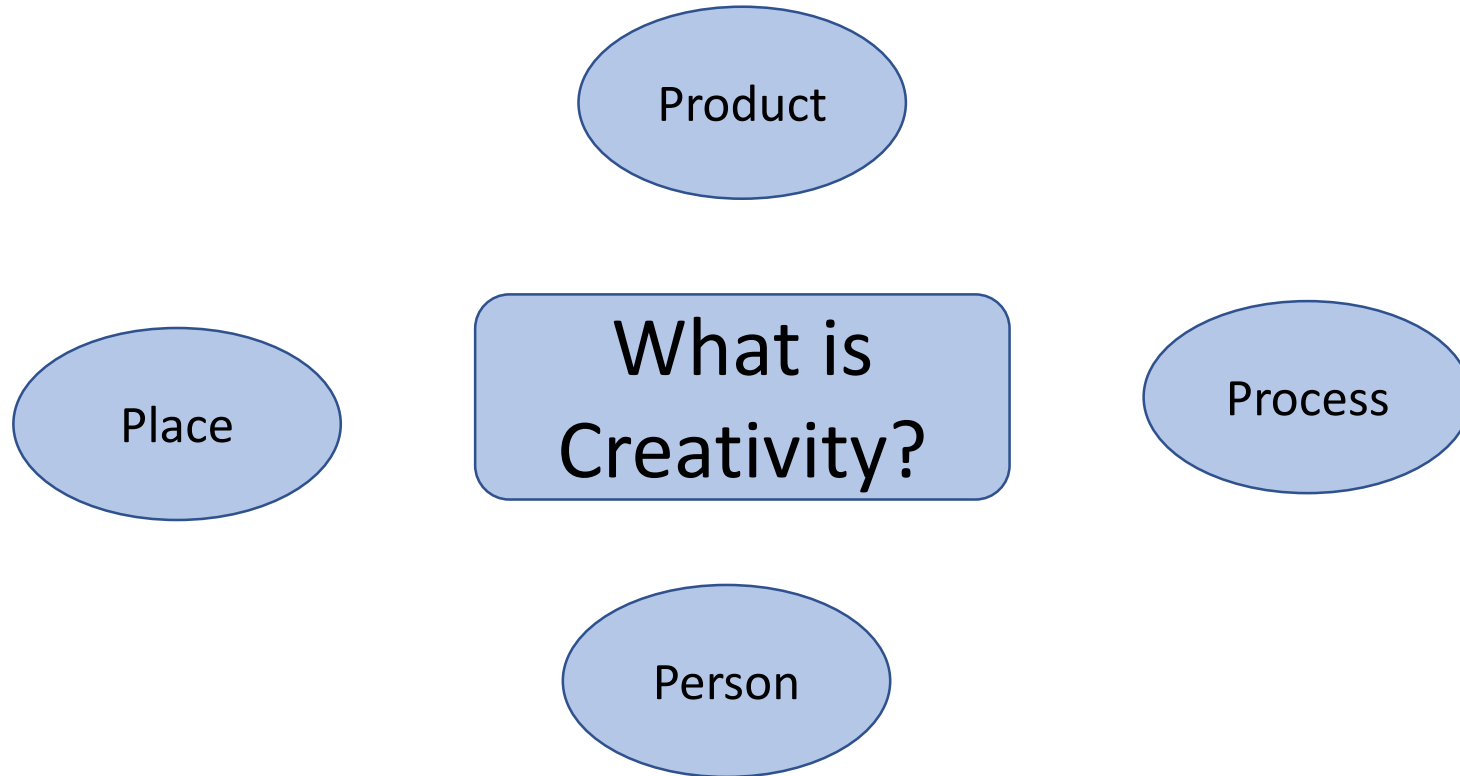 Product
What is
Creativity?
Place
Process
Person